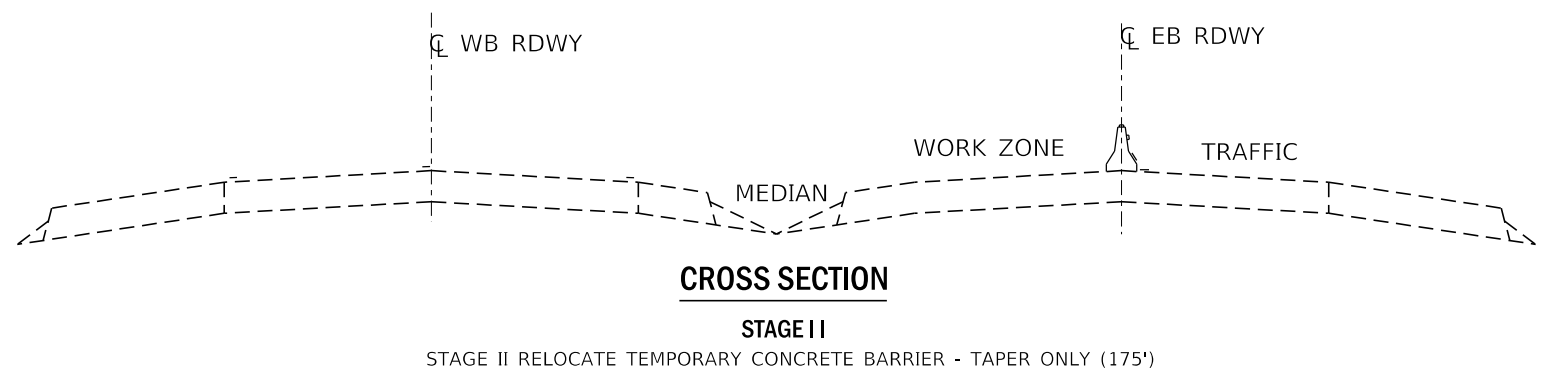 ℄ WB RDWY
℄ EB RDWY
WORK ZONE
TRAFFIC
MEDIAN
CROSS SECTION
STAGE II
STAGE II RELOCATE TEMPORARY CONCRETE BARRIER - TAPER ONLY (175')